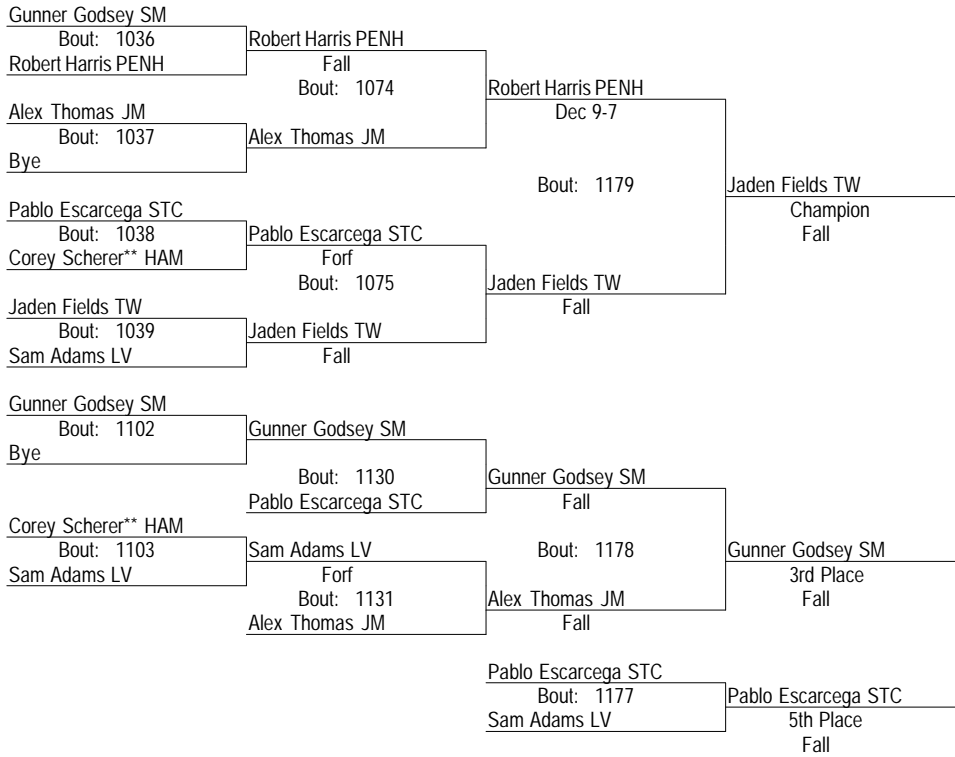 Gunner Godsey SM
Bout: 1036
Robert Harris PENH
Robert Harris PENH
Fall
Bout: 1074
Robert Harris PENH
Dec 9-7
Alex Thomas JM
Bout: 1037
Alex Thomas JM
Bye
Bout: 1179
Jaden Fields TW
Champion
Fall
Pablo Escarcega STC
Bout: 1038
Pablo Escarcega STC
Corey Scherer** HAM
Forf
Bout: 1075
Jaden Fields TW
Fall
Jaden Fields TW
Bout: 1039
Jaden Fields TW
Sam Adams LV
Fall
Gunner Godsey SM
Bout: 1102
Gunner Godsey SM
Bye
Bout: 1130
Gunner Godsey SM
Pablo Escarcega STC
Fall
Corey Scherer** HAM
Bout: 1103
Sam Adams LV
Bout: 1178
Gunner Godsey SM
Sam Adams LV
Forf
3rd Place
Bout: 1131
Alex Thomas JM
Fall
Alex Thomas JM
Fall
Pablo Escarcega STC
Bout: 1177
Pablo Escarcega STC
Sam Adams LV
5th Place
Fall